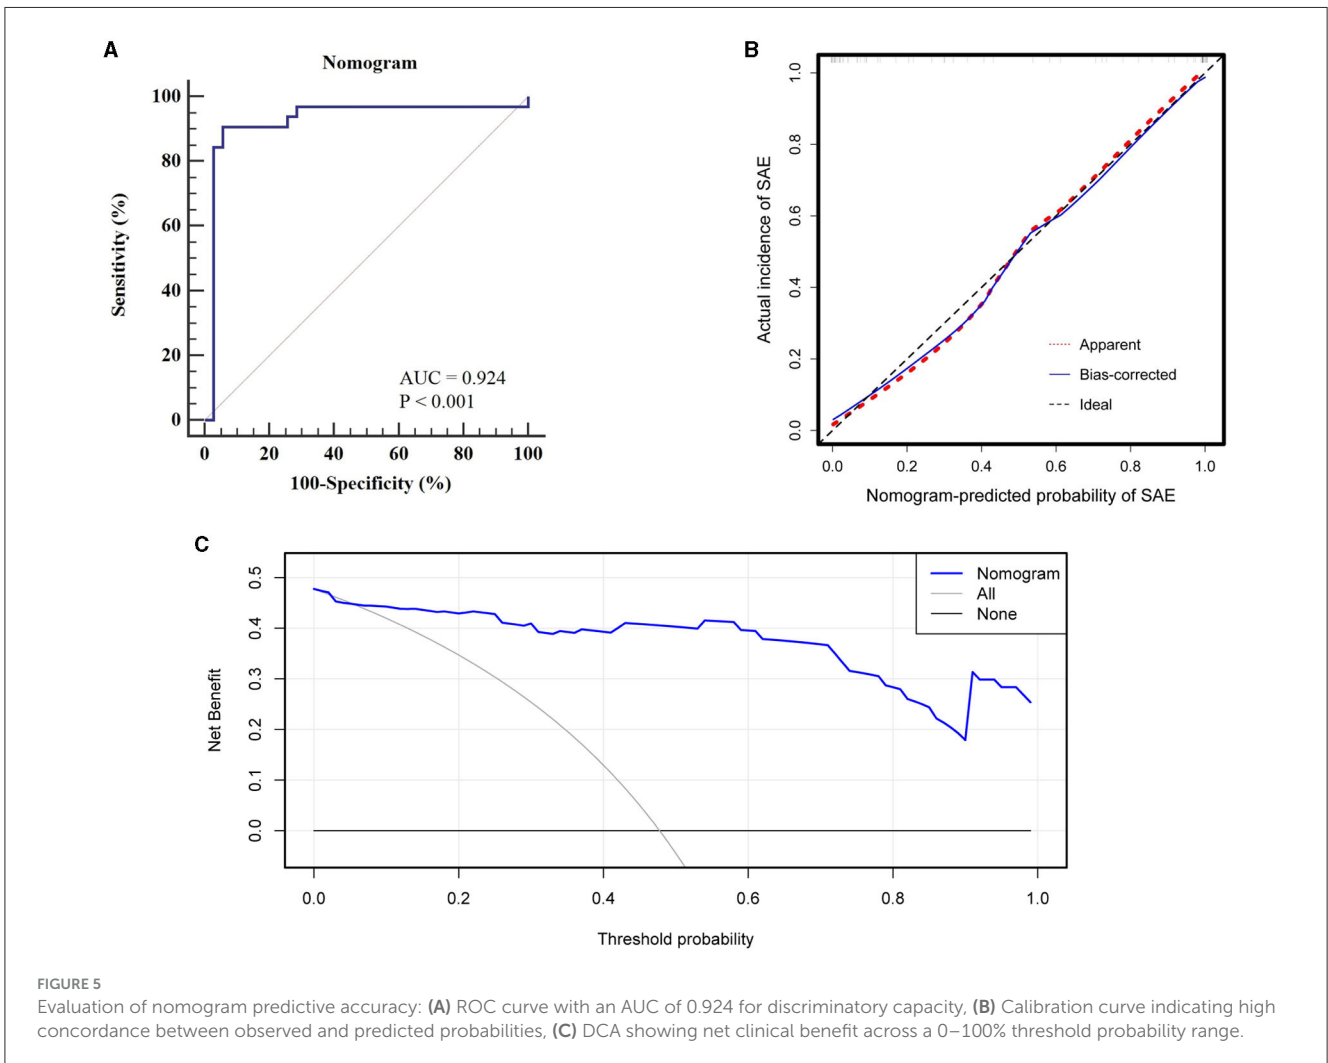 A
Nomogram
100
80
60
40
20
0
Sensitivity (%)
AUC = 0.924
P < 0.001
0 20 40 60 80 100
100-Specificity (%)
B
1.0
0.8
0.6
0.4
0.2
0.0
Actual incidence of SAE
Apparent
Bias-corrected
Ideal
0.0 0.2 0.4 0.6 0.8 1.0
Nomogram-predicted probability of SAE
C
0.5
0.4
0.3
0.2
0.1
0.0
Net Benefit
Nomogram
All
None
0.0 0.2 0.4 0.6 0.8 1.0
Threshold probability
FIGURE 5
Evaluation of nomogram predictive accuracy: (A) ROC curve with an AUC of 0.924 for discriminatory capacity, (B) Calibration curve indicating high
concordance between observed and predicted probabilities, (C) DCA showing net clinical benefit across a 0–100% threshold probability range.